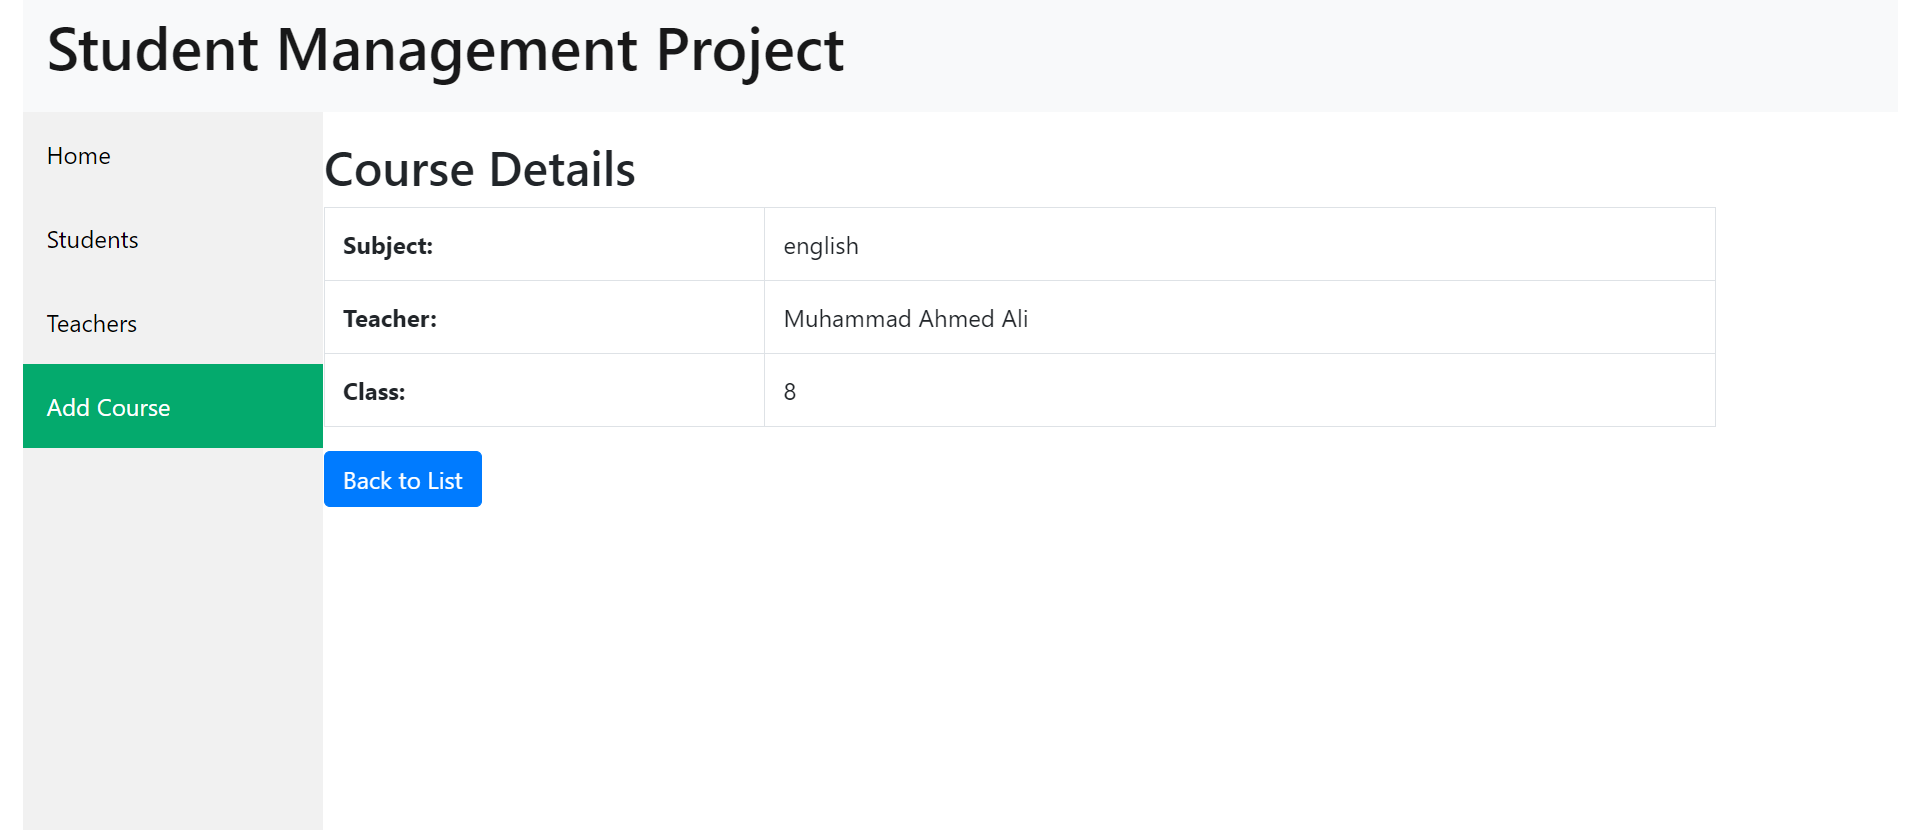 Student Management Project
Home
Students
Teachers
Add Course
Course Details
Subject: english
Teacher: Muhammad Ahmed Ali
Class: 8
Back to List